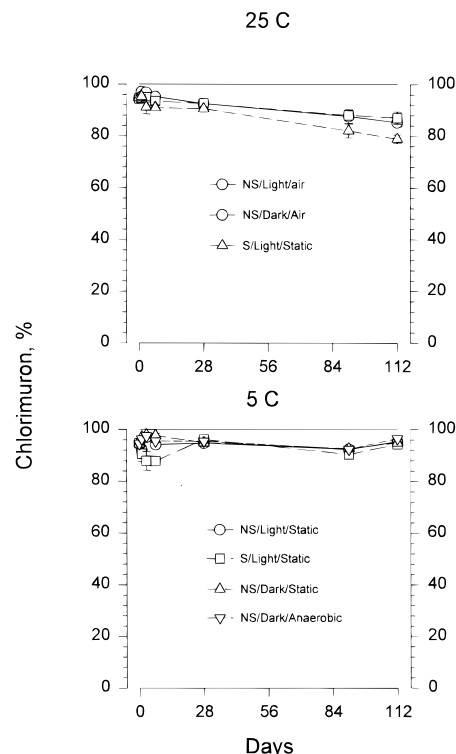 25 C
100 100
80 80
60 60
NS/Light/air
NS/Dark/Air
40 40
S/Light/Static
20 20
0 0
0 28 56 84 112
Chlorimuron, %
5 C
100 100
80 80
60 60
NS/Light/Static
S/Light/Static
40 40
NS/Dark/Static
NS/Dark/Anaerobic
20 20
0 0
0 28 56 84 112
Days